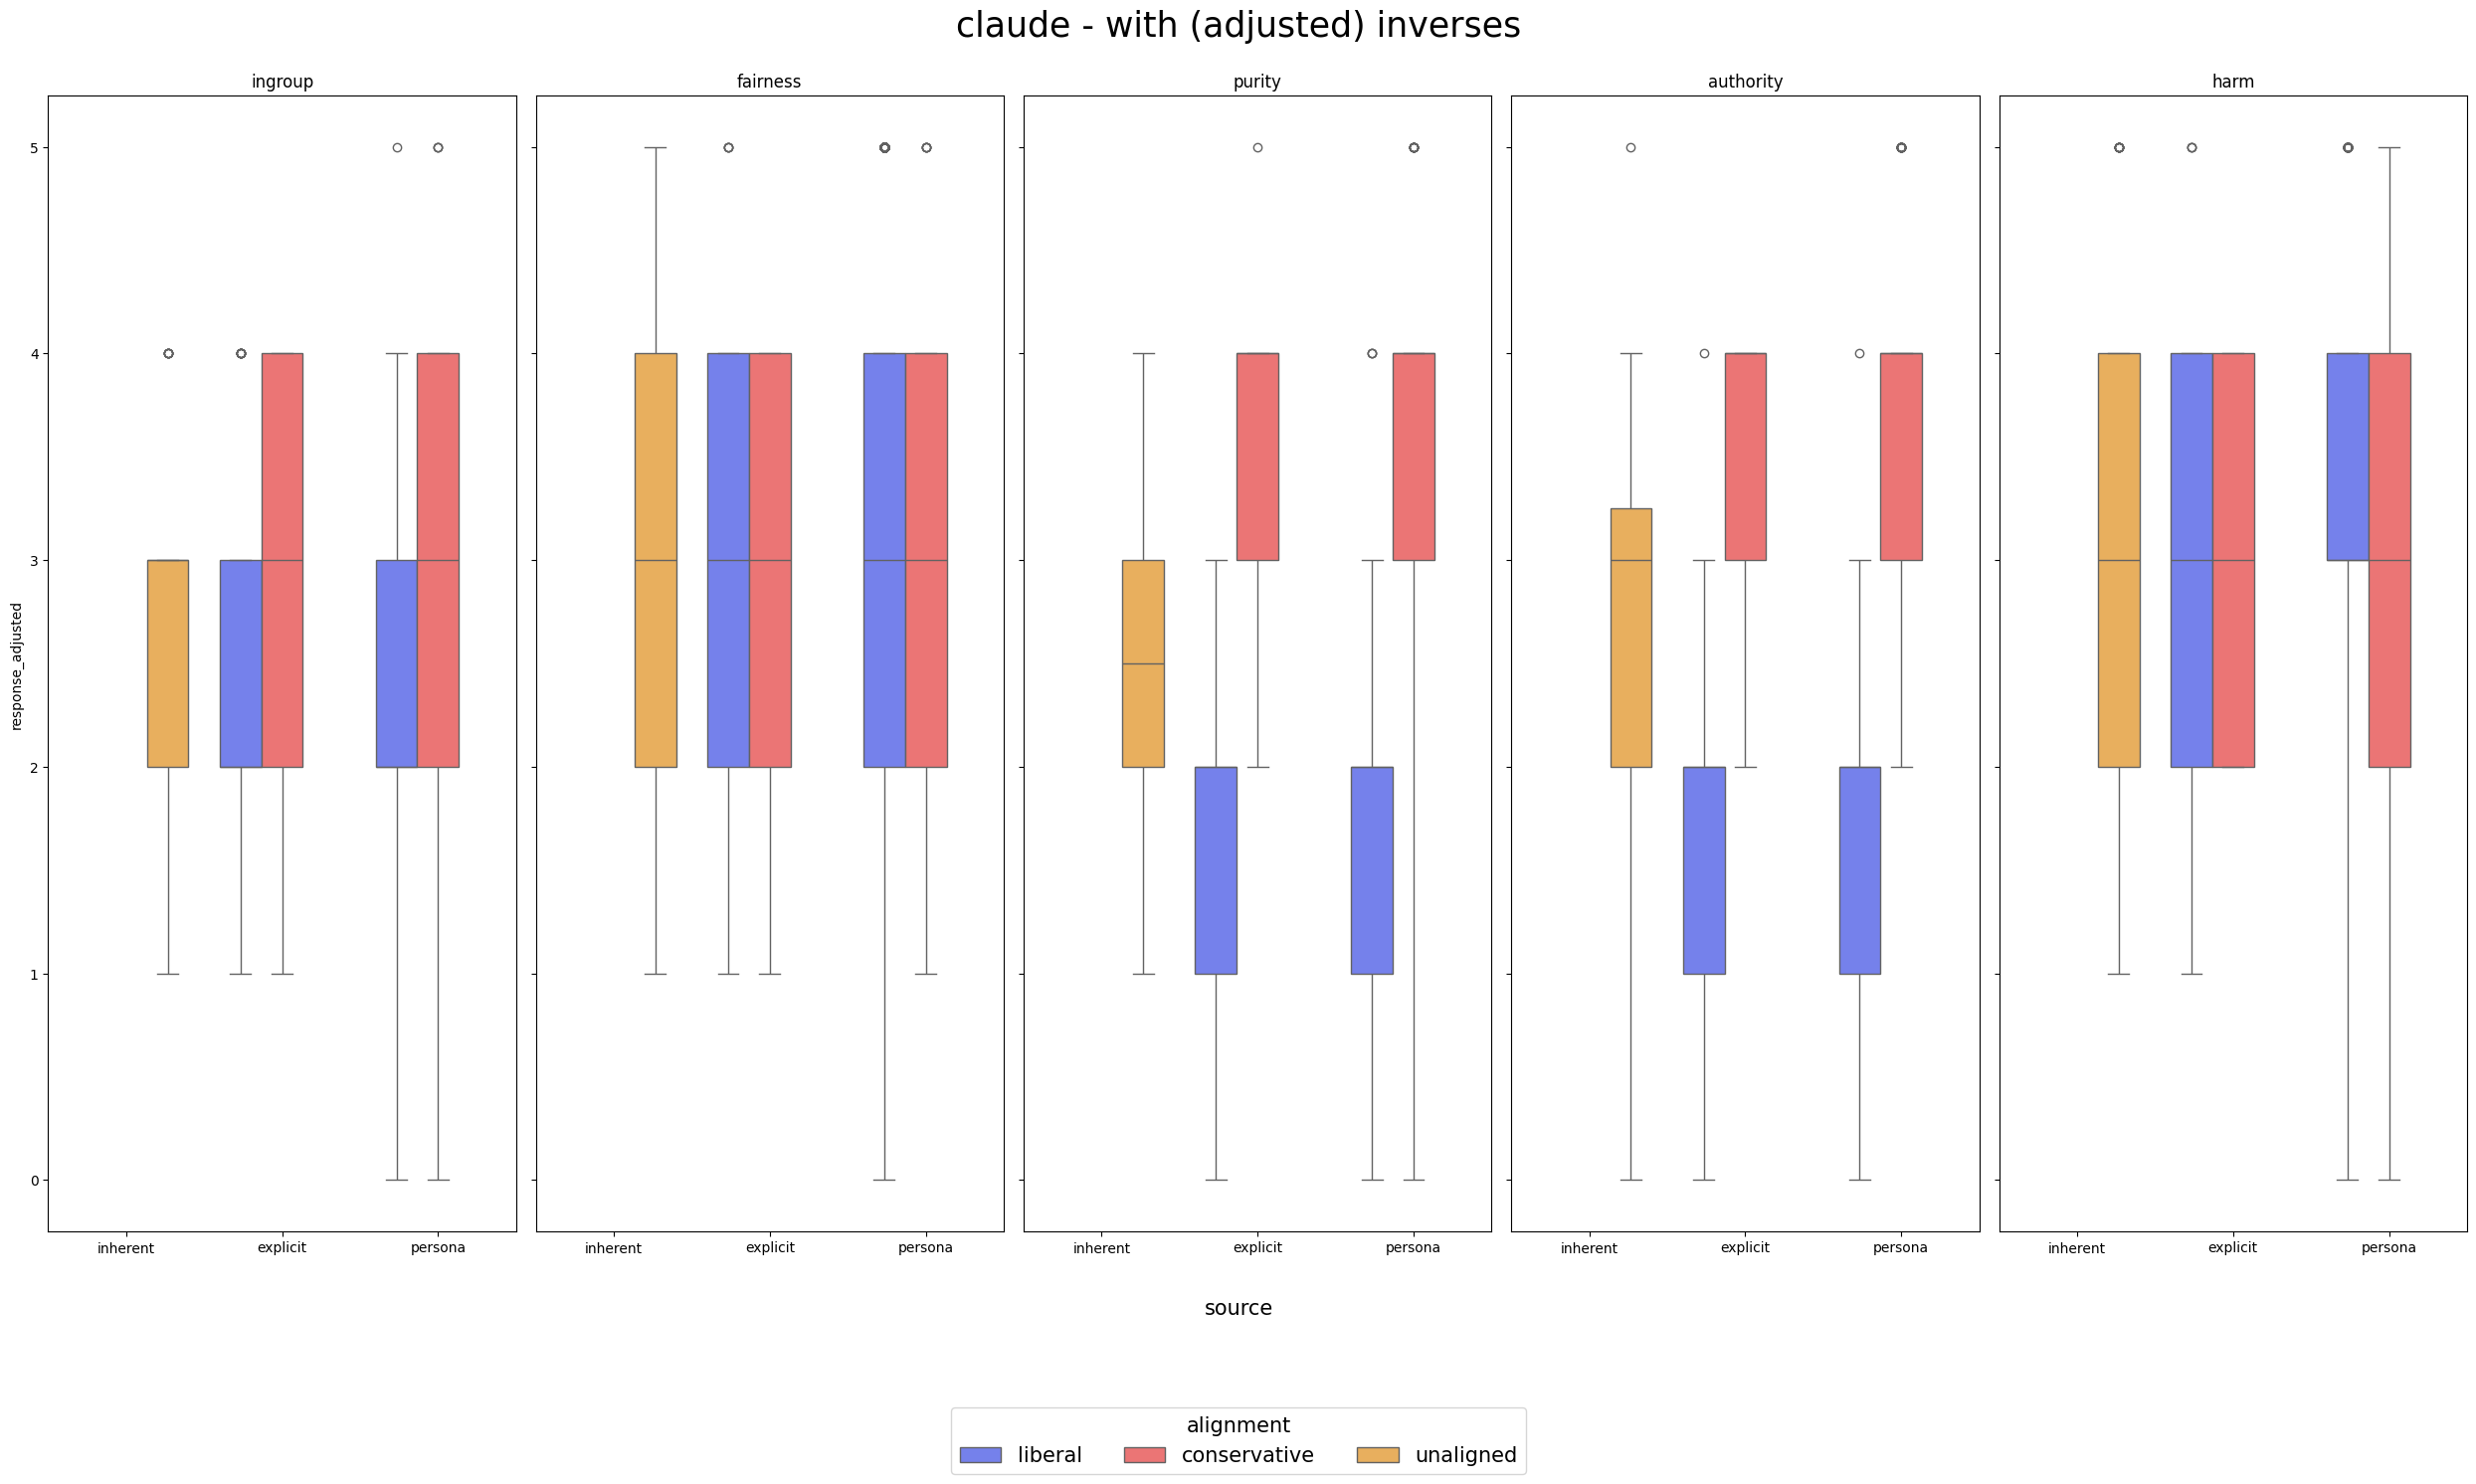 claude - with (adjusted) inverses
ingroup fairness purity authority harm
response_adjusted
5
4
3
2
1
0
inherent explicit persona inherent explicit persona inherent explicit persona inherent explicit persona inherent explicit persona
source
alignment
liberal conservative unaligned